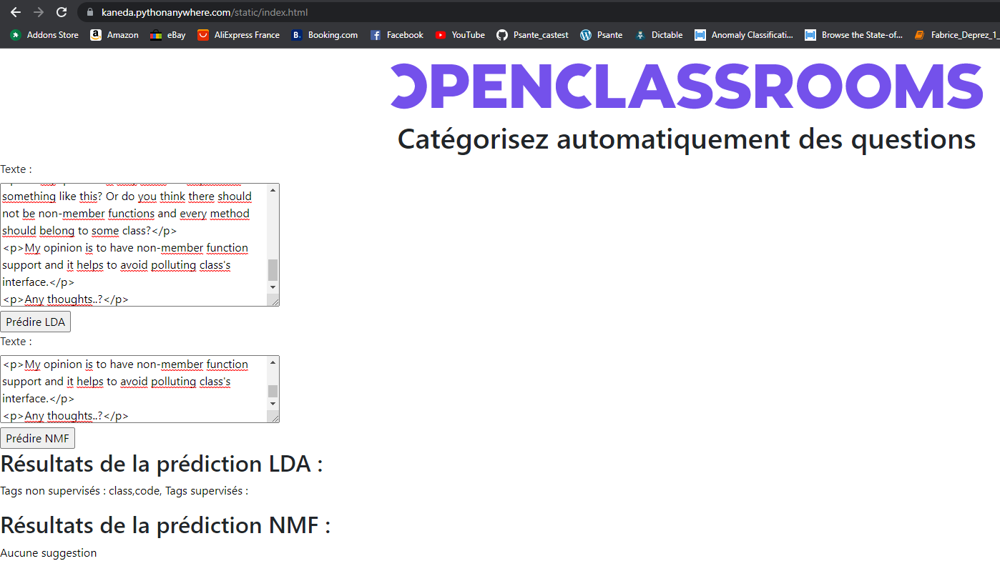 kaneda.pythonanywhere.com/static/index.html
Addons Store Amazon eBay AliExpress France B. Booking.com Facebook YouTube Psante_castest Psante Dictable Anomaly Classificati... Browse the State-of... Fabrice_Deprez_1_
OPENCLASSROOMS
Catégorisez automatiquement des questions
Texte :
something like this? Or do you think there should
not be non-member functions and every method
should belong to some class?</p>
<p>My opinion is to have non-member function
support and it helps to avoid polluting class's
interface.</p>
<p>Any thoughts..?</p>
Prédire LDA
Texte :
<p>My opinion is to have non-member function
support and it helps to avoid polluting class's
interface.</p>
<p>Any thoughts..?</p>
Prédire NMF
Résultats de la prédiction LDA :
Tags non supervisés : class,code, Tags supervisés :
Résultats de la prédiction NMF :
Aucune suggestion